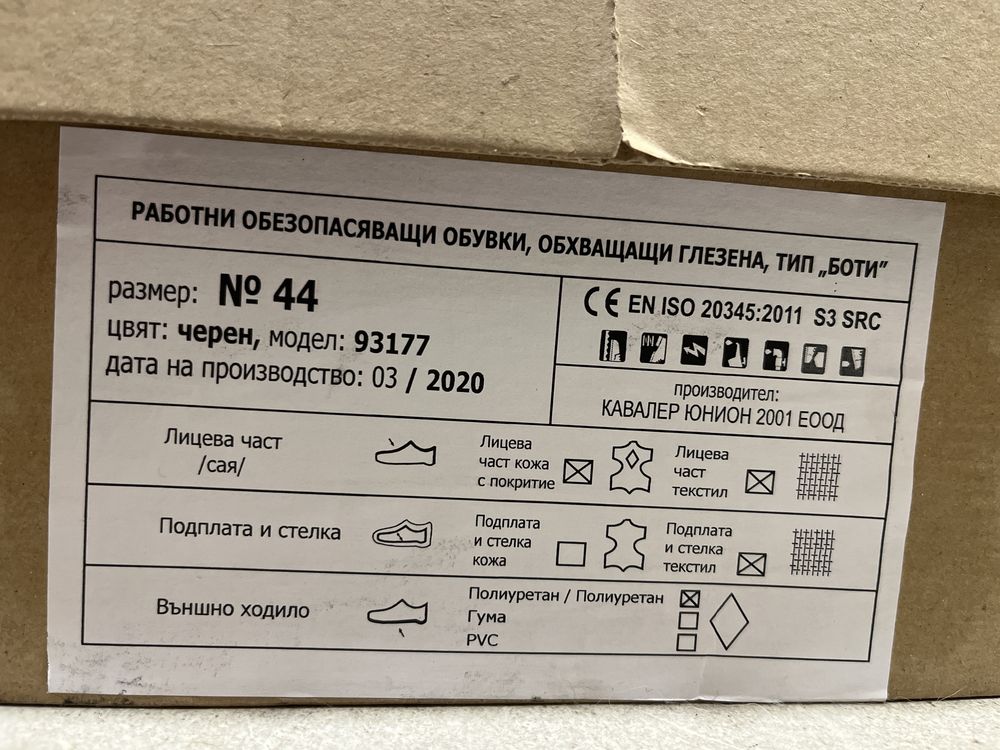 РАБОТНИ ОБЕЗОПАСЯВАЩИ ОБУВКИ, ОБХВАЩАЩИ ГЛЕЗЕНА, ТИП „БОТИ”
размер: № 44
цвят: черен, модел: 93177
дата на производство: 03 / 2020
CE EN ISO 20345:2011 S3 SRC
производител:
КАВАЛЕР ЮНИОН 2001 ЕООД
Лицева част
/сая/
Лицева
част кожа
с покритие
Лицева
част
текстил
Подплата и стелка
Подплата
и стелка
кожа
Подплата
и стелка
текстил
Външно ходило
Полиуретан / Полиуретан
Гума
PVC